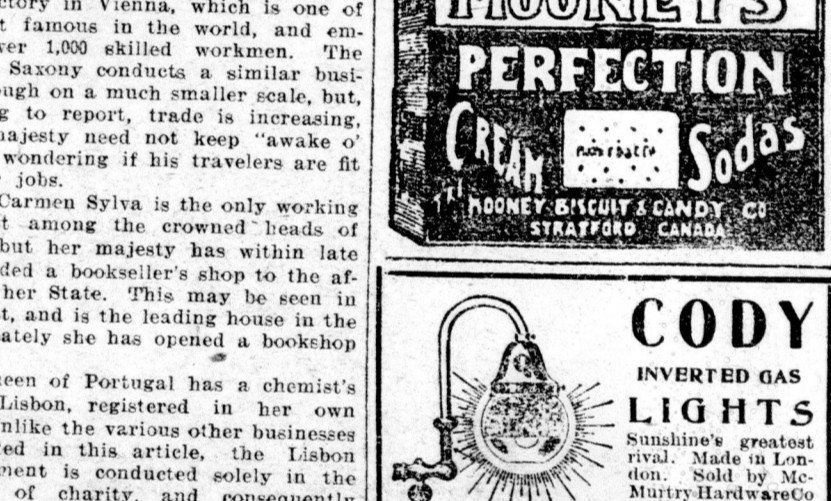 ctory in Vienna, which is one of
t famous in the world, and em-
ver 1,000 skilled workmen. The
Saxony conducts a similar busi-
ough on a much smaller scale, but,
g to report, trade is increasing,
majesty need not keep "awake o'
wondering if his travelers are fit
jobs.
Carmen Sylva is the only working
t among the crowned heads of
but her majesty has within late
ded a bookseller's shop to the af-
her State. This may be seen in
t, and is the leading house in the
ately she has opened a bookshop
ueen of Portugal has a chemist's
Lisbon, registered in her own
nlike the various other businesses
ed in this article, the Lisbon
ment is conducted solely in the
of charity, and consequently
MOONEY'S
PERFECTION
CREAM Sodas
THE MOONEY BISCUIT & CANDY CO
STRATFORD CANADA
CODY
INVERTED GAS
LIGHTS
Sunshine's greatest
rival. Made in Lon-
don. Sold by Mc-
Murtry Hardware Co